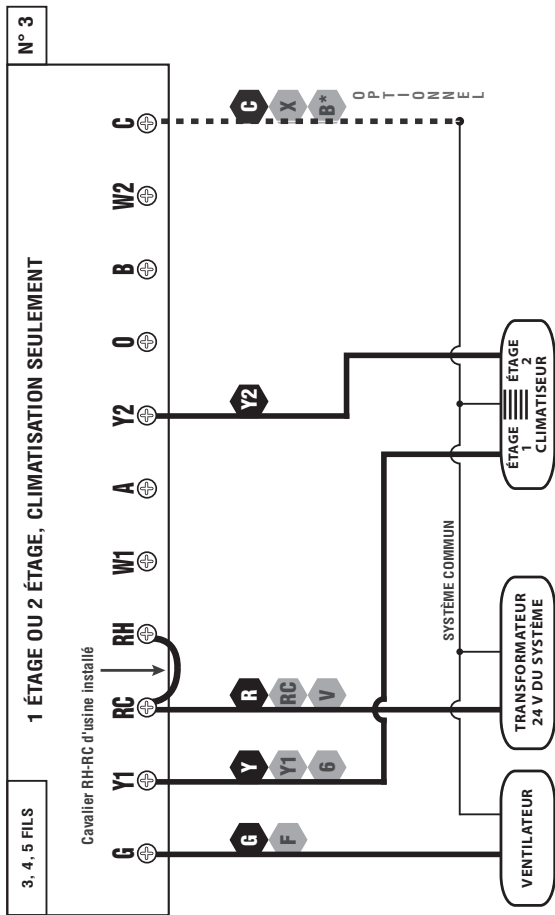 3, 4, 5 FILS
1 ÉTAGE OU 2 ÉTAGE, CLIMATISATION SEULEMENT
N° 3
Cavalier RH-RC d'usine installé
G
Y1
RC
RH
W1
A
Y2
O
B
W2
C
G
F
Y
Y1
6
R
RC
V
Y2
C
X
B*
OPTIONNEL
SYSTÈME COMMUN
VENTILATEUR
TRANSFORMATEUR
24 V DU SYSTÈME
ÉTAGE
1
ÉTAGE
2
CLIMATISEUR